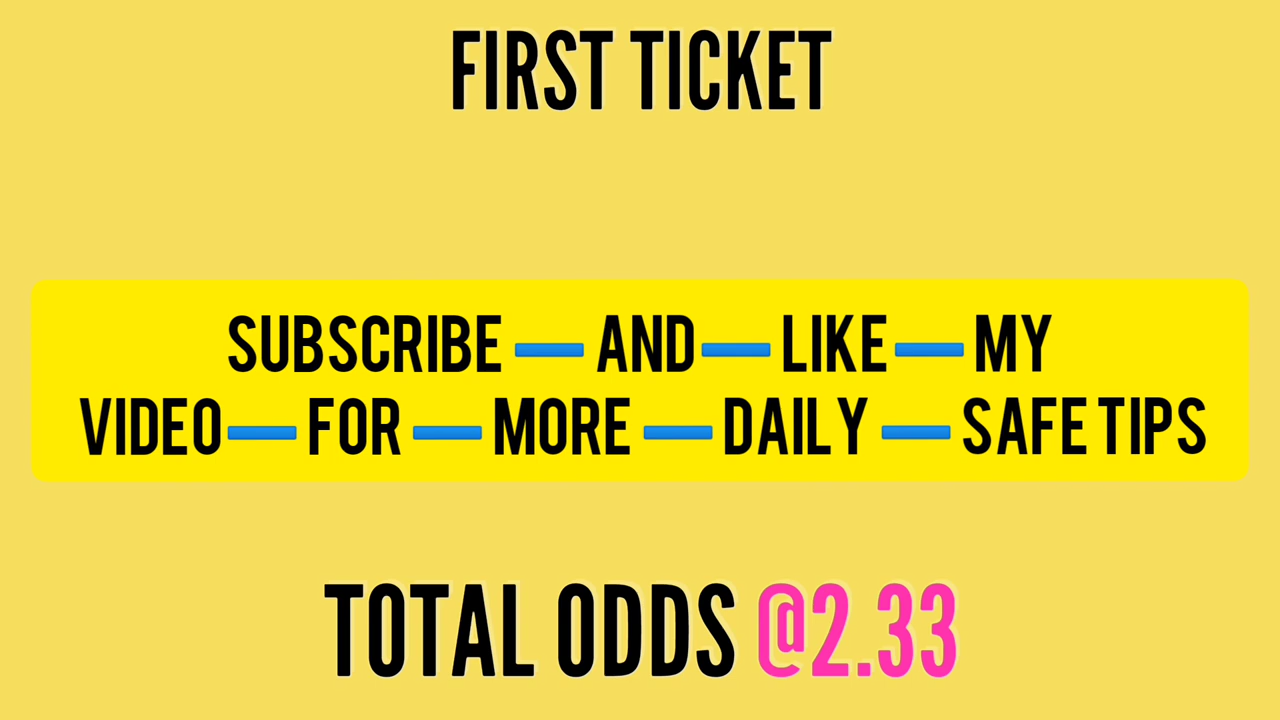 FIRST TICKET
SUBSCRIBE ➖ AND ➖ LIKE ➖ MY
VIDEO ➖ FOR ➖ MORE ➖ DAILY ➖ SAFE TIPS
TOTAL ODDS @2.33